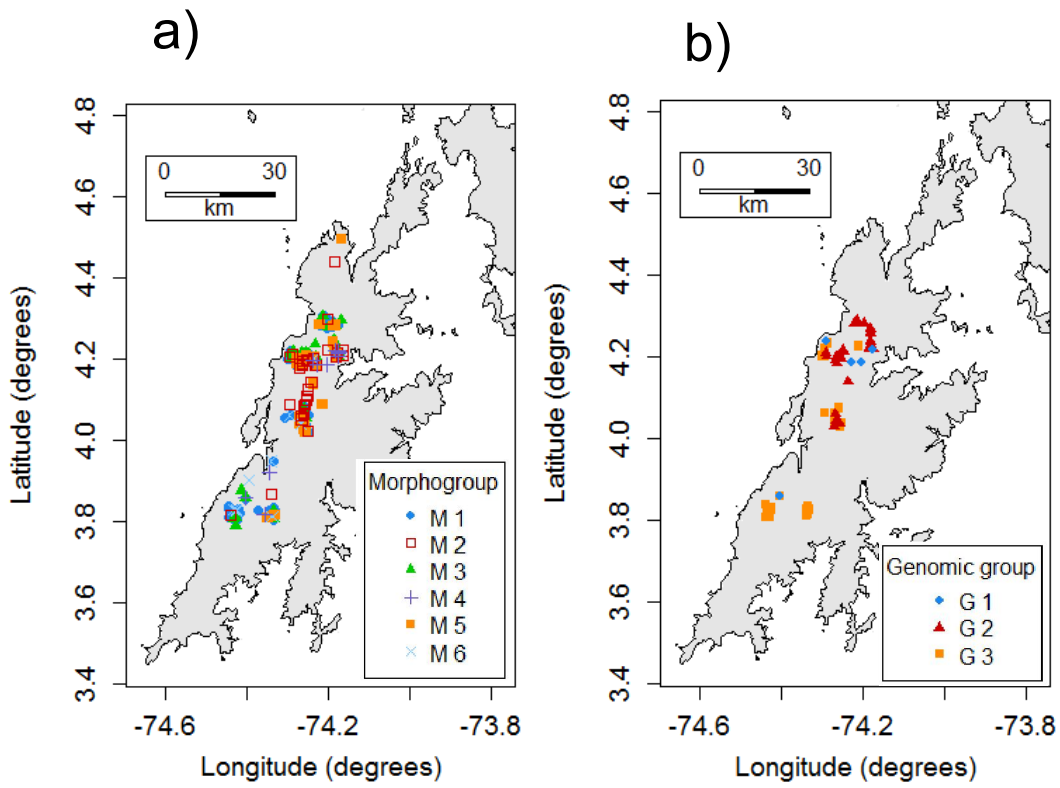 a)
b)
0 30
km
4.8
4.6
4.4
4.2
4.0
3.8
3.6
3.4
Latitude (degrees)
Morphogroup
M 1
M 2
M 3
M 4
M 5
M 6
-74.6 -74.2 -73.8
Longitude (degrees)
0 30
km
4.8
4.6
4.4
4.2
4.0
3.8
3.6
3.4
Latitude (degrees)
Genomic group
G 1
G 2
G 3
-74.6 -74.2 -73.8
Longitude (degrees)